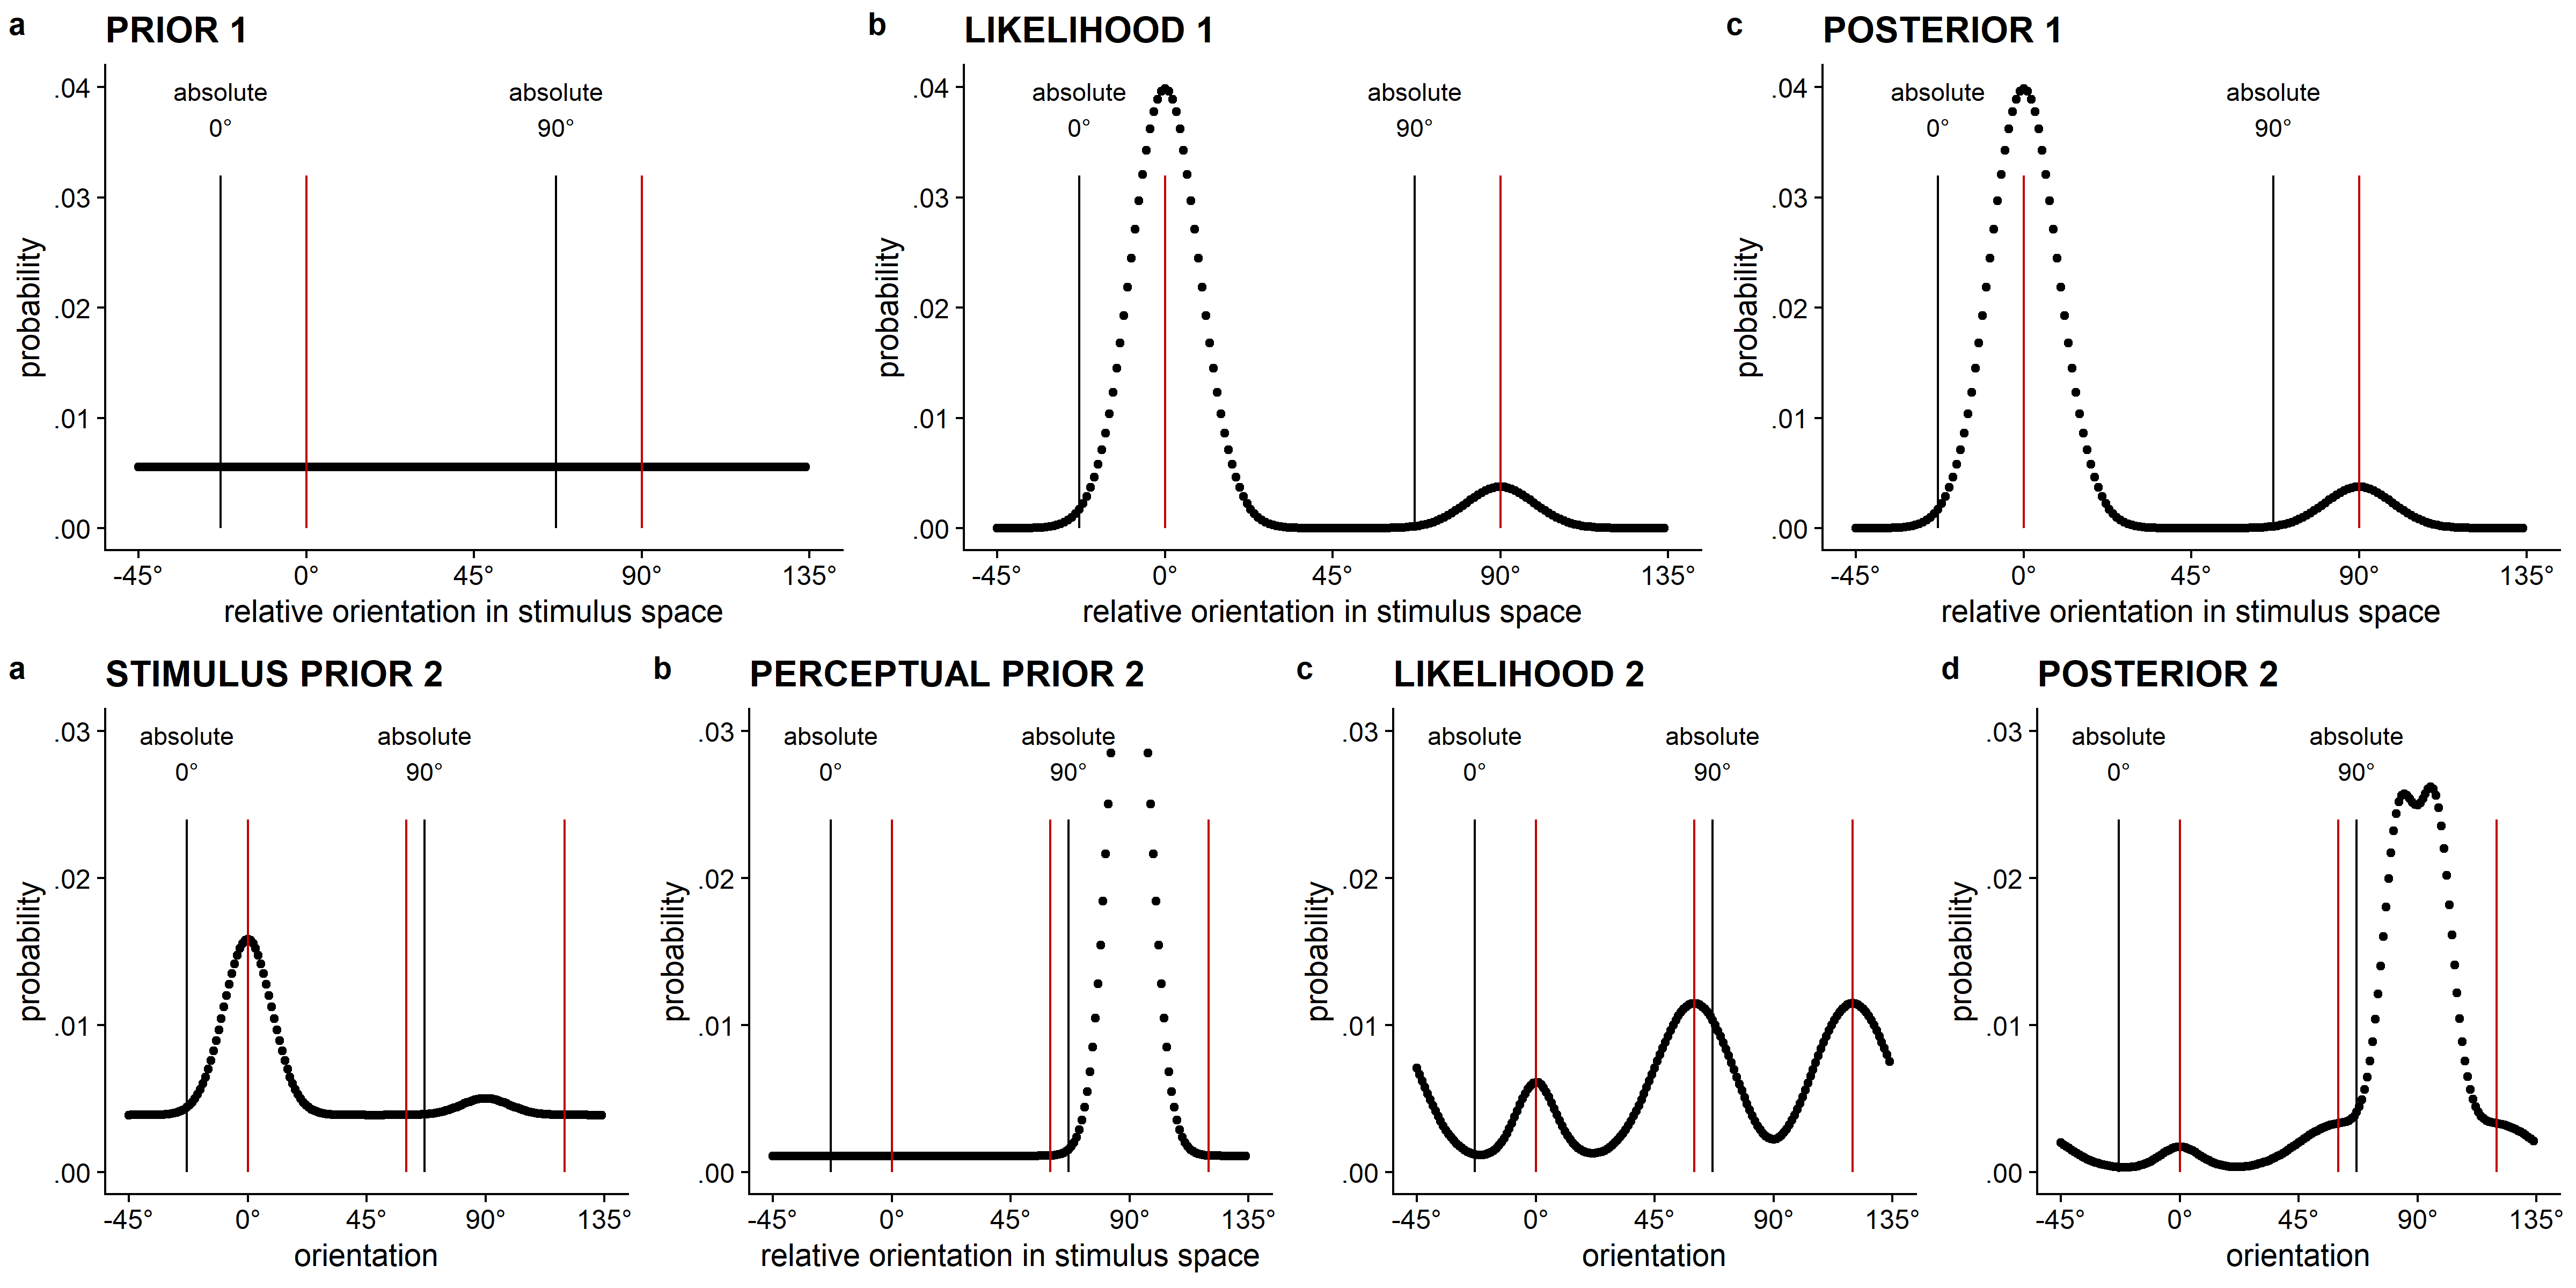 a PRIOR 1
absolute 0°
absolute 90°
.04
.03
.02
.01
.00
probability
-45° 0° 45° 90° 135°
relative orientation in stimulus space
b LIKELIHOOD 1
absolute 0°
absolute 90°
.04
.03
.02
.01
.00
probability
-45° 0° 45° 90° 135°
relative orientation in stimulus space
c POSTERIOR 1
absolute 0°
absolute 90°
.04
.03
.02
.01
.00
probability
-45° 0° 45° 90° 135°
relative orientation in stimulus space
a STIMULUS PRIOR 2
absolute 0°
absolute 90°
.03
.02
.01
.00
probability
-45° 0° 45° 90° 135°
orientation
b PERCEPTUAL PRIOR 2
absolute 0°
absolute 90°
.03
.02
.01
.00
probability
-45° 0° 45° 90° 135°
relative orientation in stimulus space
c LIKELIHOOD 2
absolute 0°
absolute 90°
.03
.02
.01
.00
probability
-45° 0° 45° 90° 135°
orientation
d POSTERIOR 2
absolute 0°
absolute 90°
.03
.02
.01
.00
probability
-45° 0° 45° 90° 135°
orientation